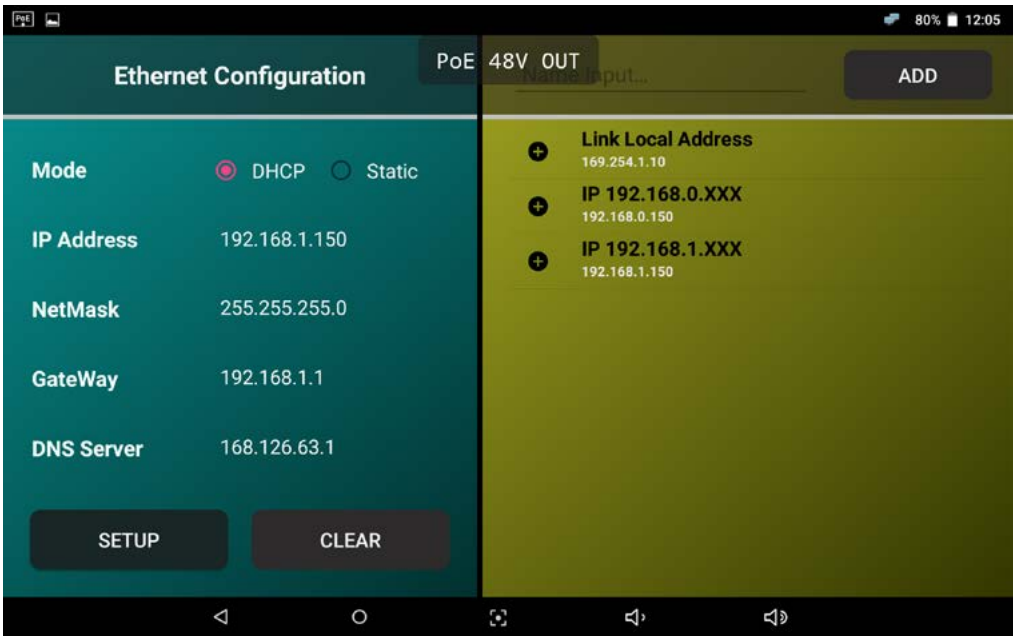 PoE
80% 12:05
PoE 48V OUT
Ethernet Configuration
Name Input...
ADD
Mode
DHCP
Static
IP Address
192.168.1.150
NetMask
255.255.255.0
GateWay
192.168.1.1
DNS Server
168.126.63.1
SETUP
CLEAR
Link Local Address
169.254.1.10
IP 192.168.0.XXX
192.168.0.150
IP 192.168.1.XXX
192.168.1.150